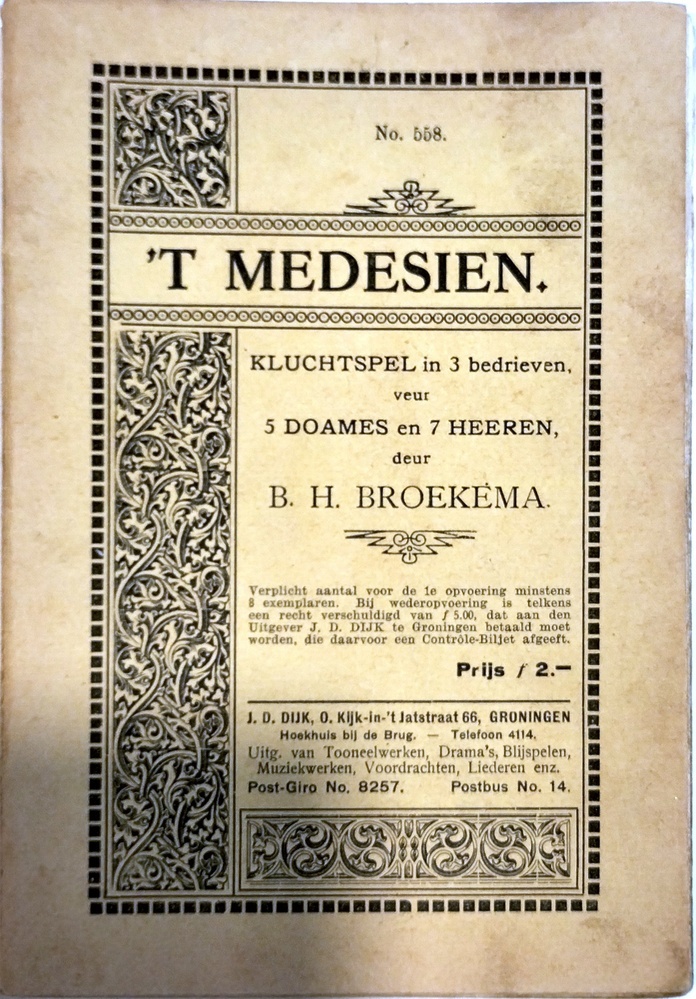 No. 558.
'T MEDESIEN.
KLUCHTSPEL in 3 bedrieven,
veur
5 DOAMES en 7 HEEREN,
deur
B. H. BROEKEMA.
Verplicht aantal voor de 1e opvoering minstens
8 exemplaren. Bij wederopvoering is telkens
een recht verschuldigd van ƒ 5.00, dat aan den
Uitgever J. D. DIJK te Groningen betaald moet
worden, die daarvoor een Contrôle-Biljet afgeeft.
Prijs ƒ 2.—
J. D. DIJK, O. Kijk-in-'t Jatstraat 66, GRONINGEN
Hoekhuis bij de Brug. — Telefoon 4114.
Uitg. van Tooneelwerken, Drama's, Blijspelen,
Muziekwerken, Voordrachten, Liederen enz.
Post-Giro No. 8257. Postbus No. 14.